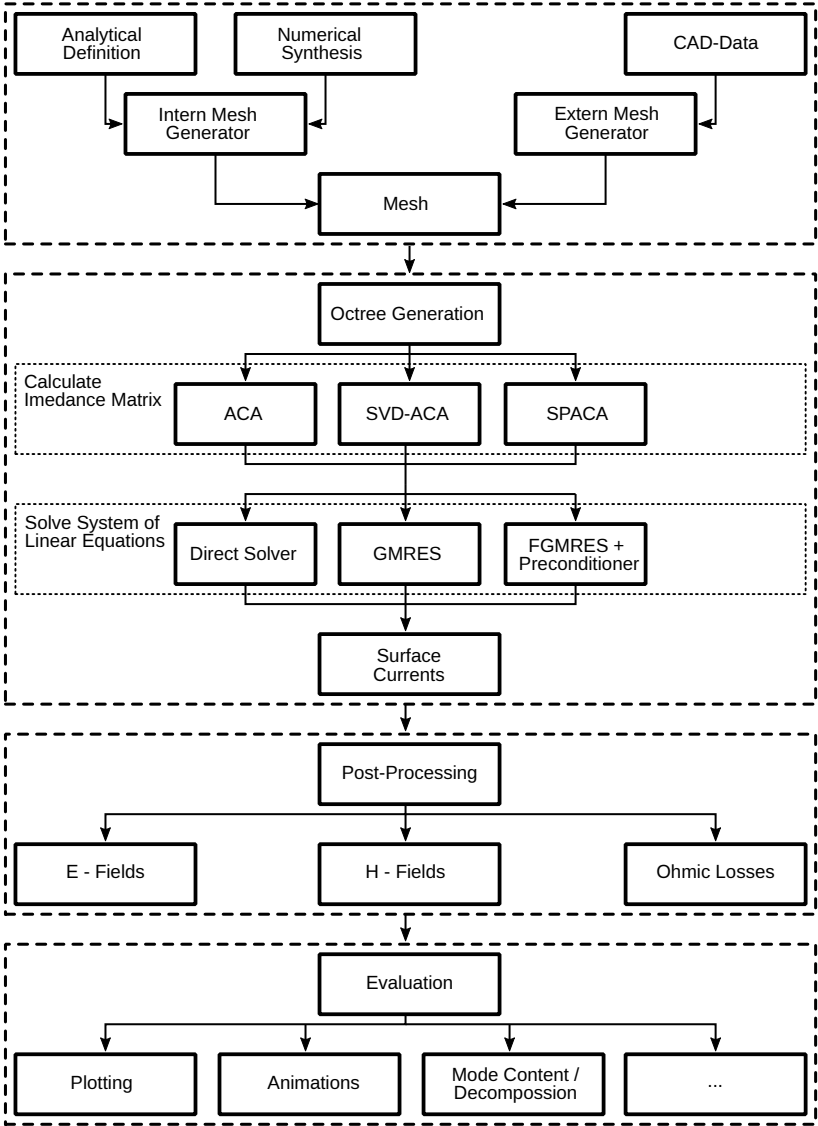 Analytical
Definition
Numerical
Synthesis
CAD-Data
Intern Mesh
Generator
Extern Mesh
Generator
Mesh
Octree Generation
Calculate
Imedance Matrix
ACA
SVD-ACA
SPACA
Solve System of
Linear Equations
Direct Solver
GMRES
FGMRES +
Preconditioner
Surface
Currents
Post-Processing
E - Fields
H - Fields
Ohmic Losses
Evaluation
Plotting
Animations
Mode Content /
Decompossion
...